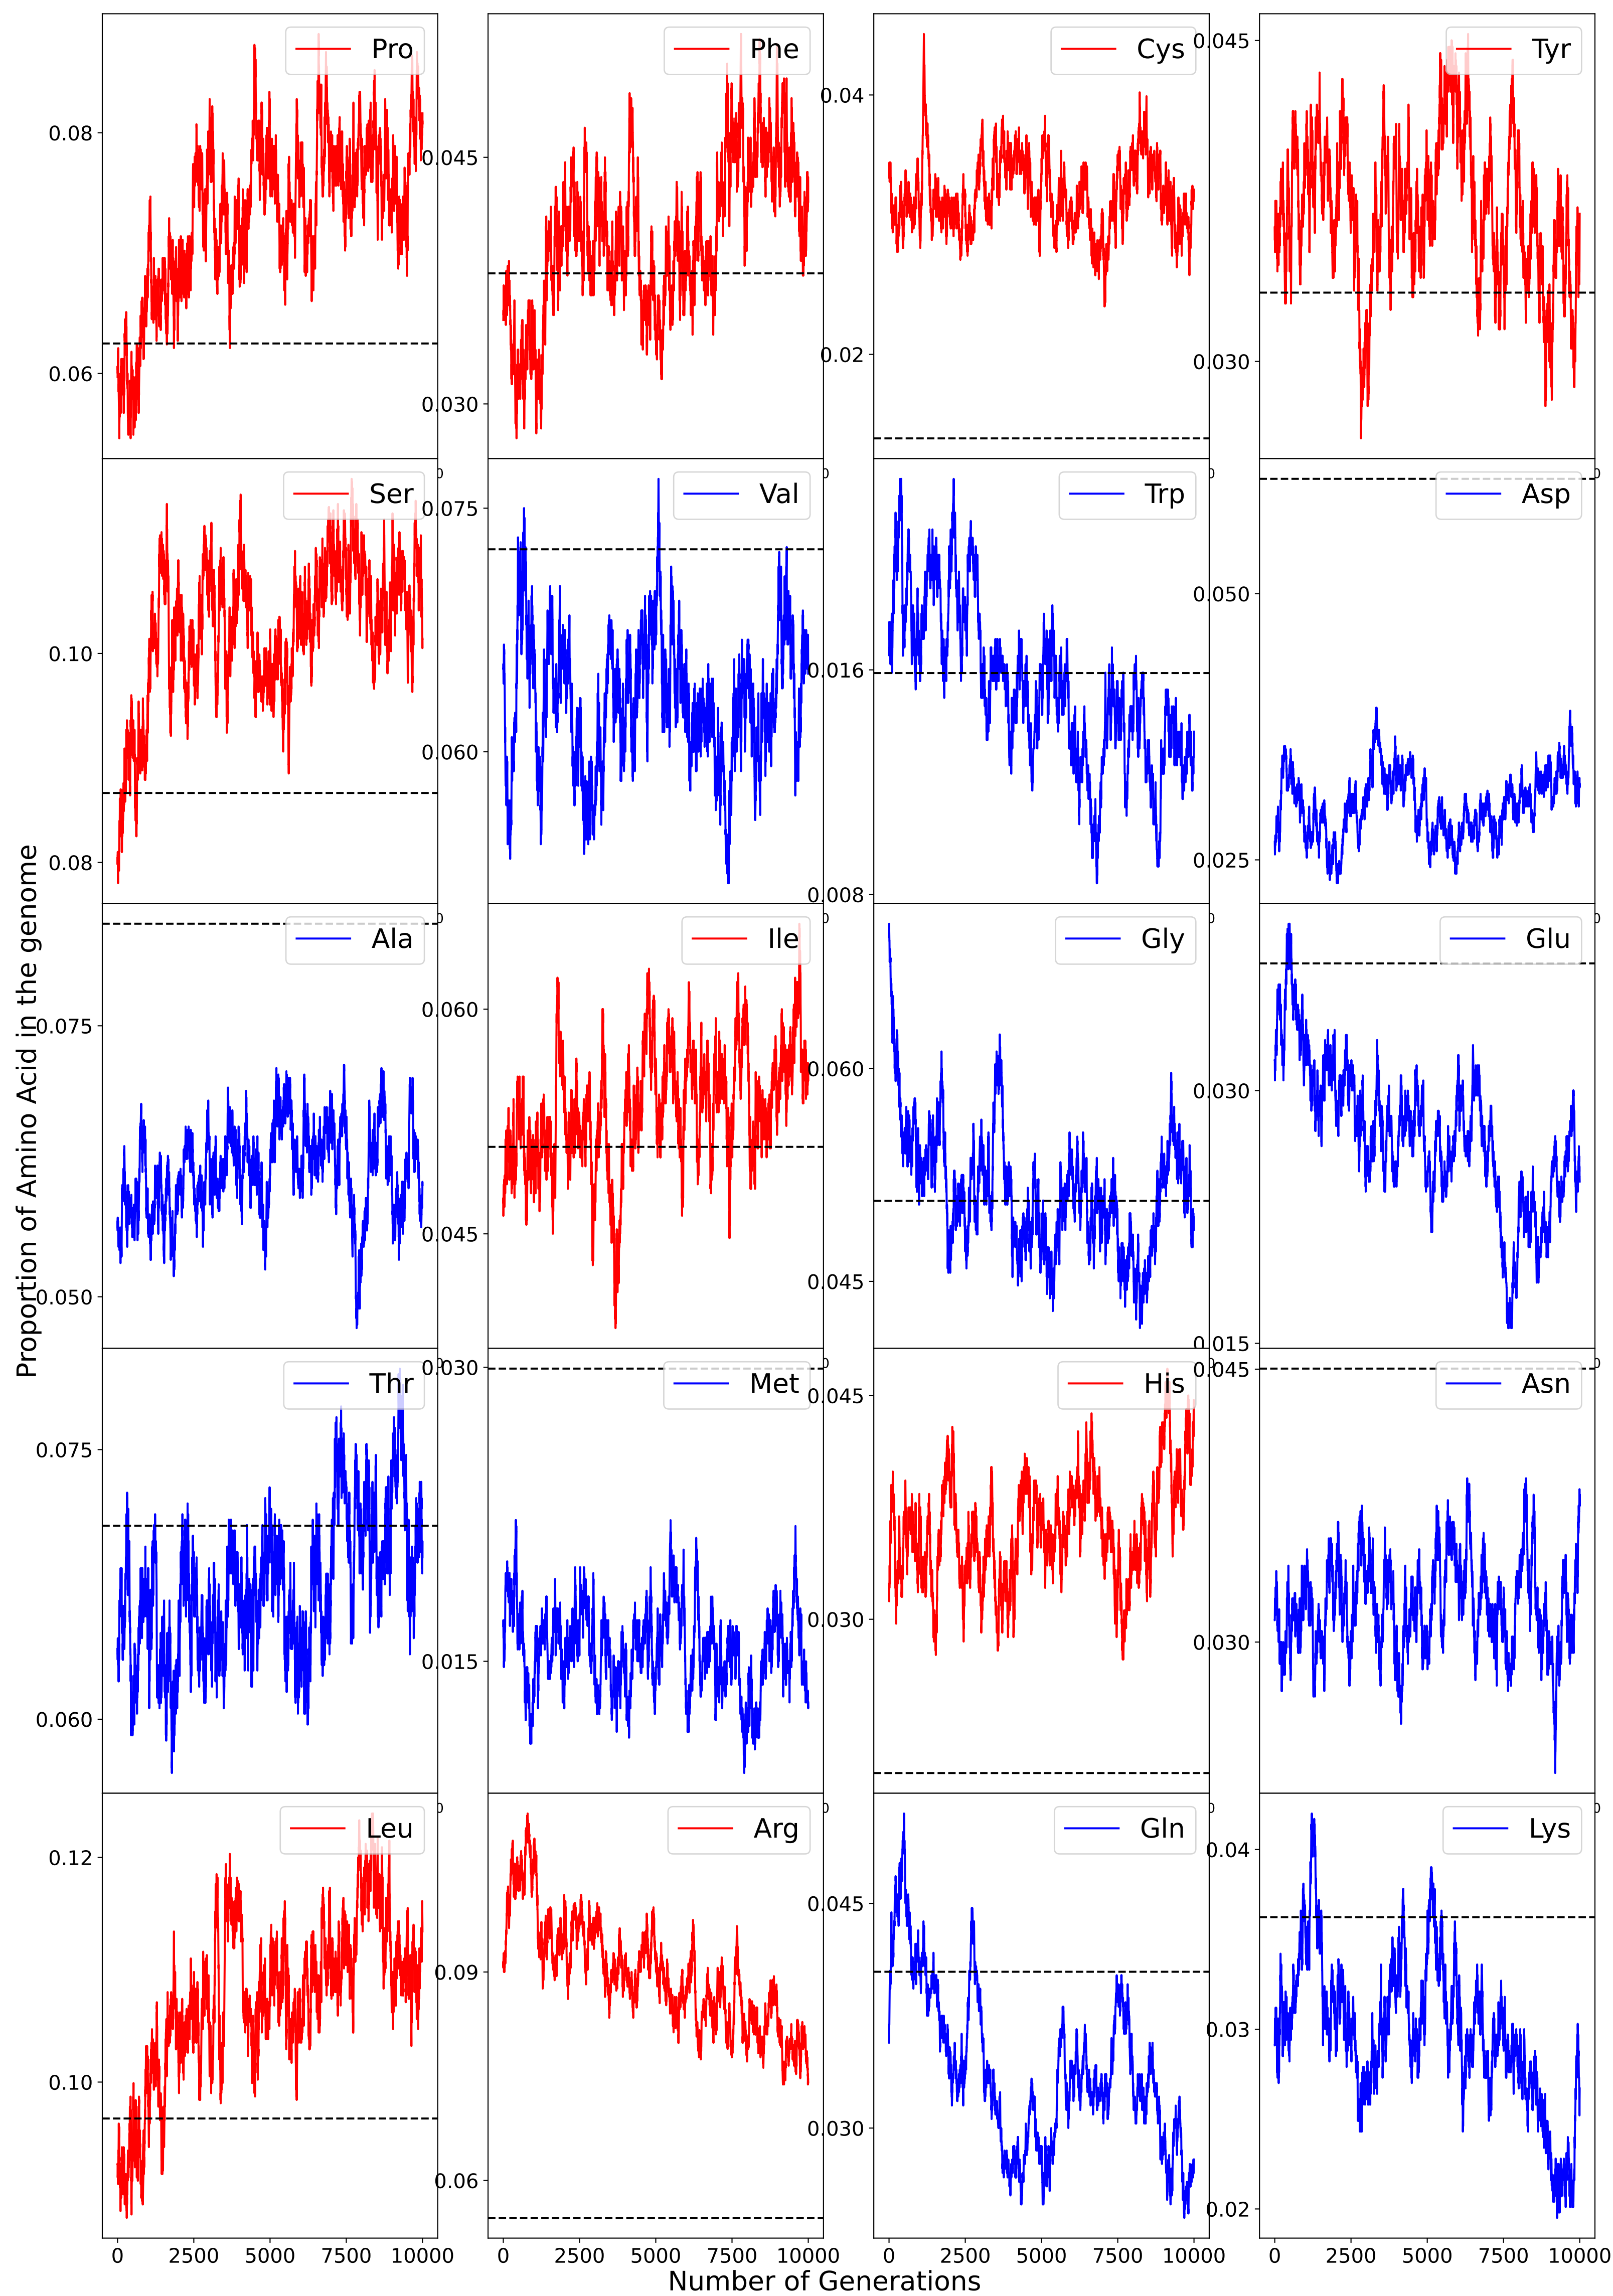 Pro
Phe
Cys
Tyr
0.08
0.06
0.045
0.030
0.04
0.02
0.045
0.030
Ser
Val
Trp
Asp
0.10
0.08
0.075
0.060
0.016
0.008
0.050
0.025
Ala
Ile
Gly
Glu
0.075
0.050
0.060
0.045
0.060
0.045
0.030
0.015
Thr
Met
His
Asn
0.075
0.060
0.030
0.015
0.045
0.030
0.045
0.030
Leu
Arg
Gln
Lys
0.12
0.10
0.09
0.06
0.045
0.030
0.04
0.03
0.02
0 2500 5000 7500 10000
0 2500 5000 7500 10000
0 2500 5000 7500 10000
0 2500 5000 7500 10000
Number of Generations
Proportion of Amino Acid in the genome